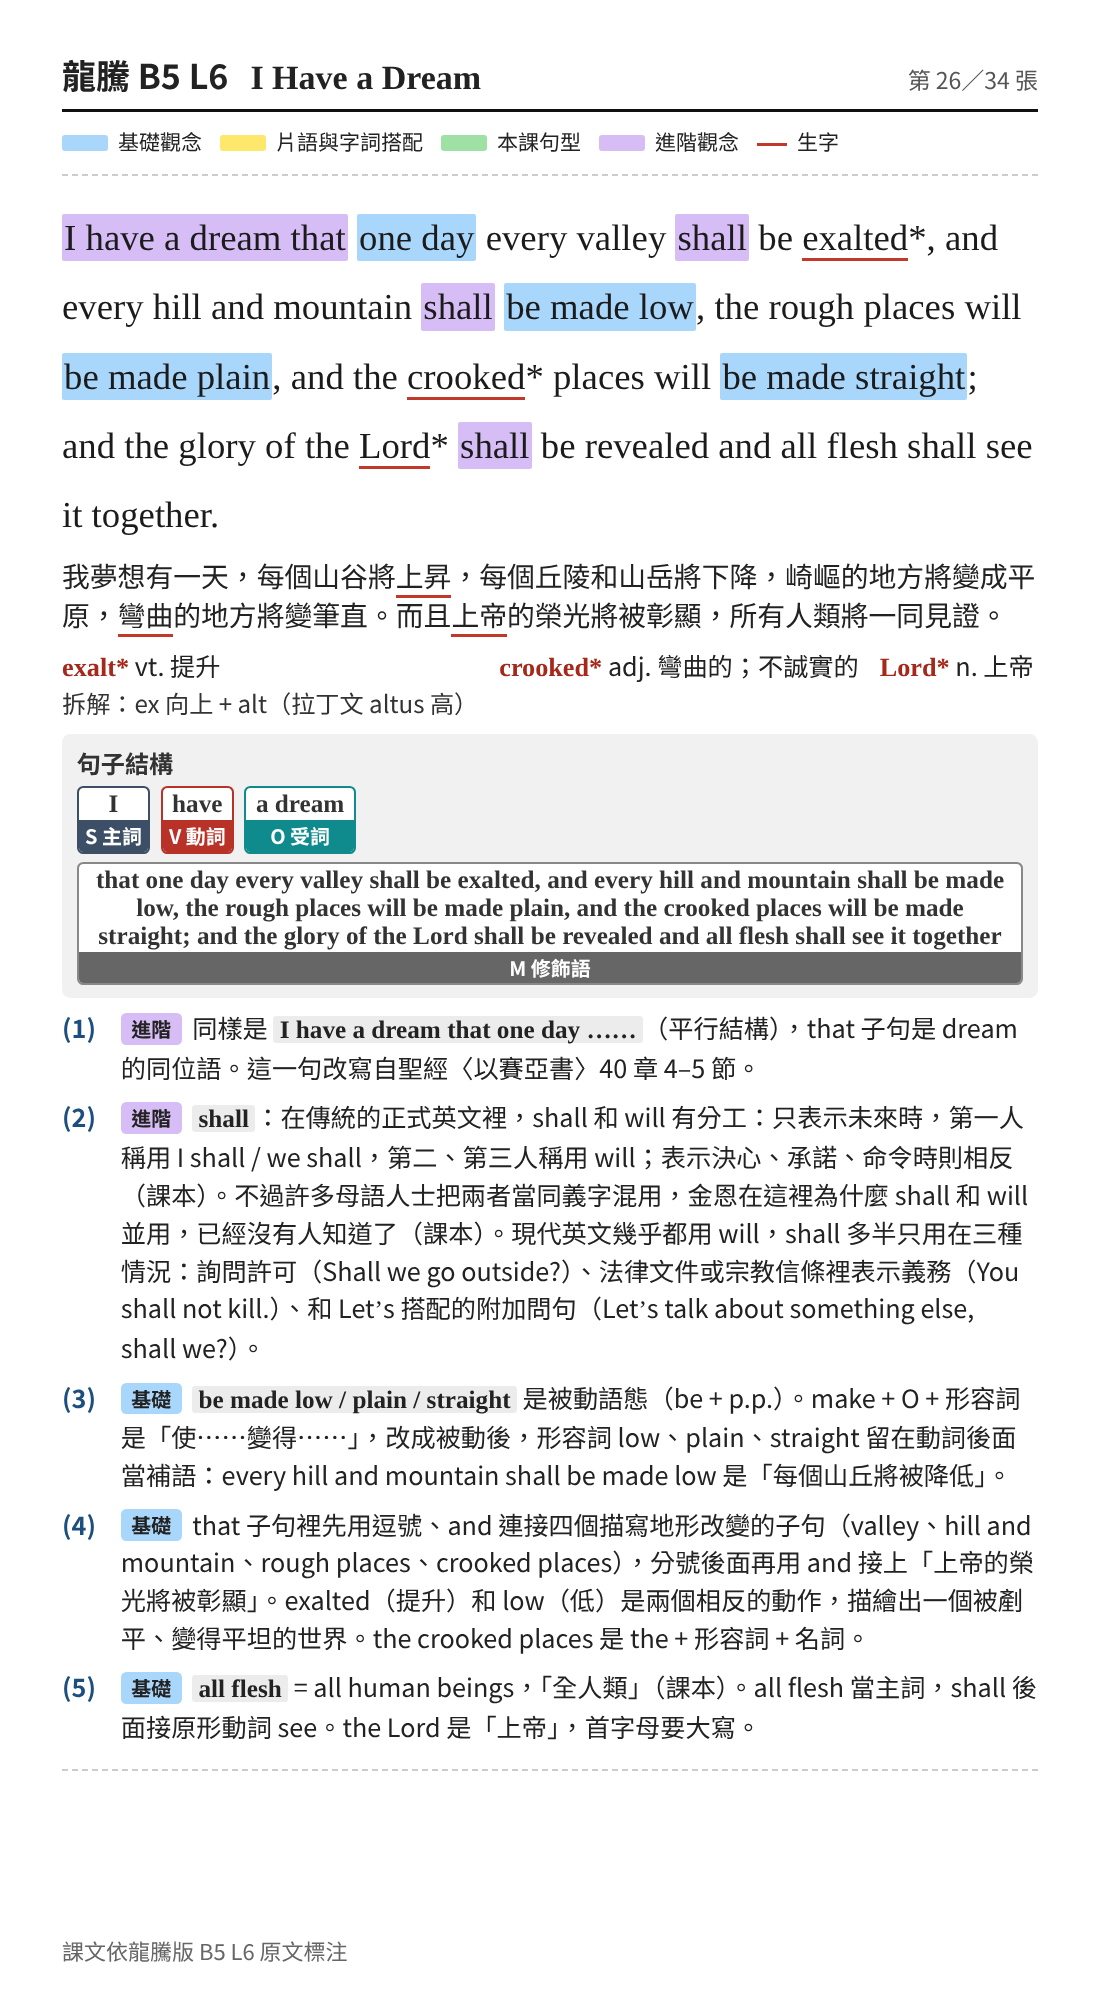 龍騰 B5 L6 I Have a Dream
第 26／34 張
基礎觀念 片語與字詞搭配 本課句型 進階觀念 生字
I have a dream that one day every valley shall be exalted*, and
every hill and mountain shall be made low, the rough places will
be made plain, and the crooked* places will be made straight;
and the glory of the Lord* shall be revealed and all flesh shall see
it together.
我夢想有一天，每個山谷將上昇，每個丘陵和山岳將下降，崎嶇的地方將變成平
原，彎曲的地方將變筆直。而且上帝的榮光將被彰顯，所有人類將一同見證。
exalt* vt. 提升 crooked* adj. 彎曲的；不誠實的 Lord* n. 上帝
拆解：ex 向上 + alt（拉丁文 altus 高）
句子結構
I have a dream
S 主詞 V 動詞 O 受詞
that one day every valley shall be exalted, and every hill and mountain shall be made
low, the rough places will be made plain, and the crooked places will be made
straight; and the glory of the Lord shall be revealed and all flesh shall see it together
M 修飾語
(1) 進階 同樣是 I have a dream that one day ……（平行結構），that 子句是 dream
的同位語。這一句改寫自聖經〈以賽亞書〉40 章 4–5 節。
(2) 進階 shall：在傳統的正式英文裡，shall 和 will 有分工：只表示未來時，第一人
稱用 I shall / we shall，第二、第三人稱用 will；表示決心、承諾、命令時則相反
（課本）。不過許多母語人士把兩者當同義字混用，金恩在這裡為什麼 shall 和 will
並用，已經沒有人知道了（課本）。現代英文幾乎都用 will，shall 多半只用在三種
情況：詢問許可（Shall we go outside?）、法律文件或宗教信條裡表示義務（You
shall not kill.）、和 Let’s 搭配的附加問句（Let’s talk about something else,
shall we?）。
(3) 基礎 be made low / plain / straight 是被動語態（be + p.p.）。make + O + 形容詞
是「使……變得……」，改成被動後，形容詞 low、plain、straight 留在動詞後面
當補語：every hill and mountain shall be made low 是「每個山丘將被降低」。
(4) 基礎 that 子句裡先用逗號、and 連接四個描寫地形改變的子句（valley、hill and
mountain、rough places、crooked places），分號後面再用 and 接上「上帝的榮
光將被彰顯」。exalted（提升）和 low（低）是兩個相反的動作，描繪出一個被剷
平、變得平坦的世界。the crooked places 是 the + 形容詞 + 名詞。
(5) 基礎 all flesh = all human beings，「全人類」（課本）。all flesh 當主詞，shall 後
面接原形動詞 see。the Lord 是「上帝」，首字母要大寫。
課文依龍騰版 B5 L6 原文標注